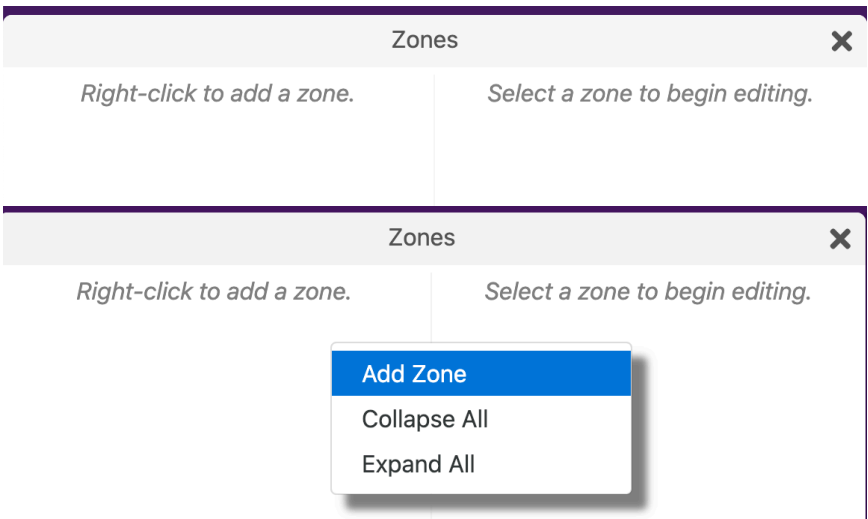 Zones
Right-click to add a zone.
Select a zone to begin editing.
Zones
Right-click to add a zone.
Select a zone to begin editing.
Add Zone
Collapse All
Expand All